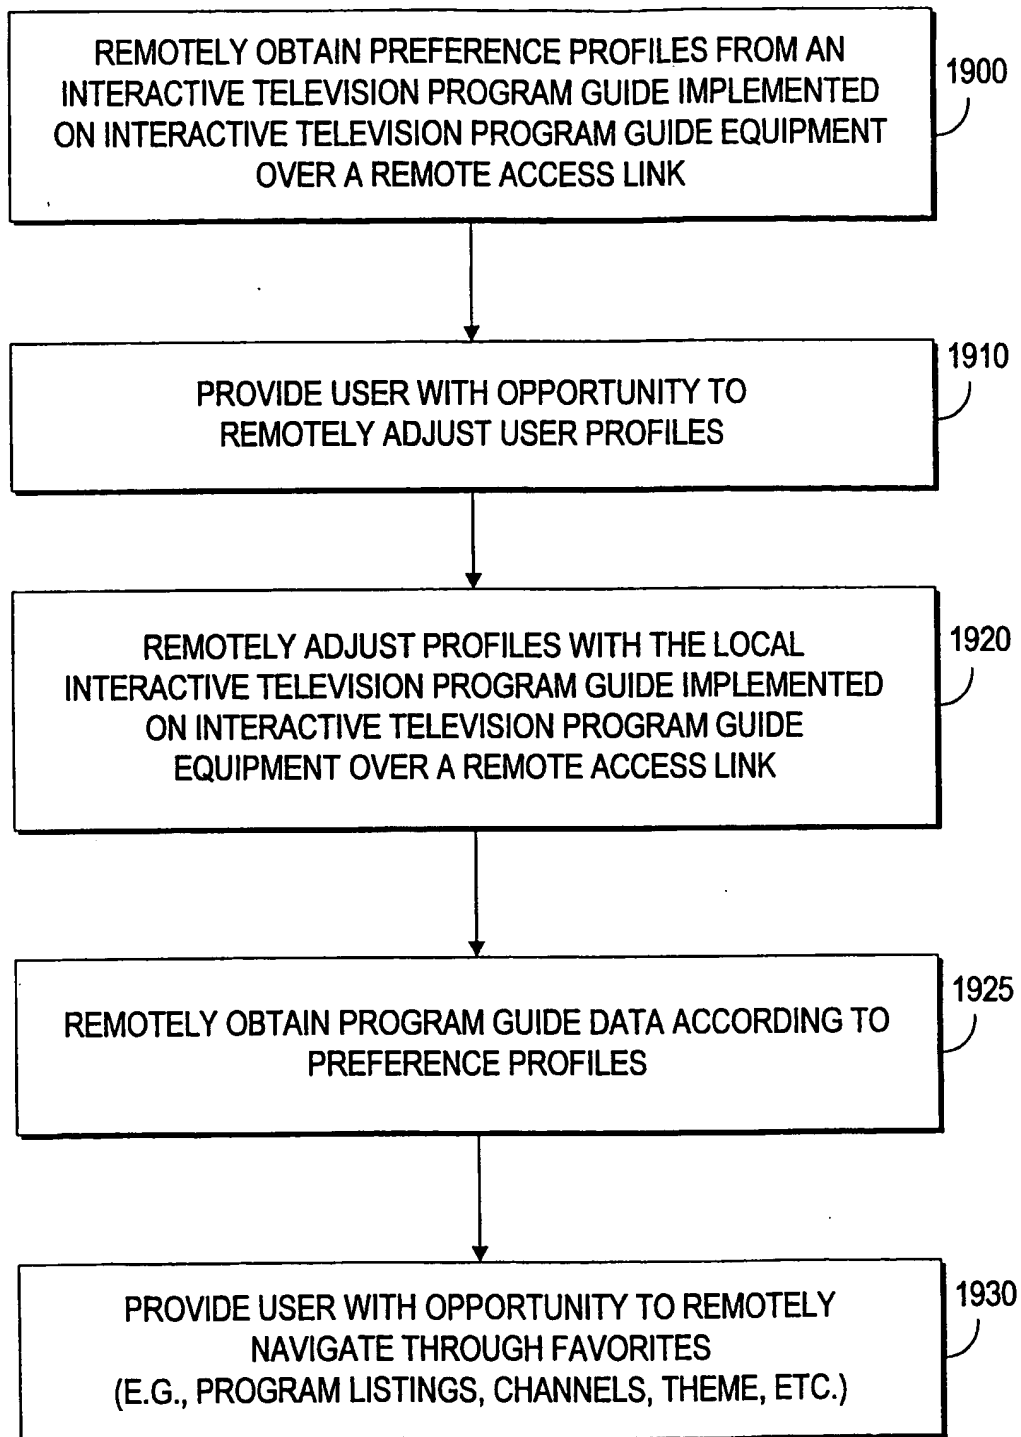 REMOTELY OBTAIN PREFERENCE PROFILES FROM AN
INTERACTIVE TELEVISION PROGRAM GUIDE IMPLEMENTED
ON INTERACTIVE TELEVISION PROGRAM GUIDE EQUIPMENT
OVER A REMOTE ACCESS LINK
1900
PROVIDE USER WITH OPPORTUNITY TO
REMOTELY ADJUST USER PROFILES
1910
REMOTELY ADJUST PROFILES WITH THE LOCAL
INTERACTIVE TELEVISION PROGRAM GUIDE IMPLEMENTED
ON INTERACTIVE TELEVISION PROGRAM GUIDE
EQUIPMENT OVER A REMOTE ACCESS LINK
1920
REMOTELY OBTAIN PROGRAM GUIDE DATA ACCORDING TO
PREFERENCE PROFILES
1925
PROVIDE USER WITH OPPORTUNITY TO REMOTELY
NAVIGATE THROUGH FAVORITES
(E.G., PROGRAM LISTINGS, CHANNELS, THEME, ETC.)
1930